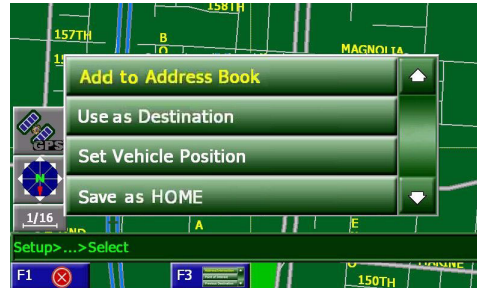 158TH
157TH
B
O
MAGNOLIA
Add to Address Book
Use as Destination
GPS
Set Vehicle Position
Save as HOME
1/16
A
E
Setup>...>Select
F1
F3
150TH